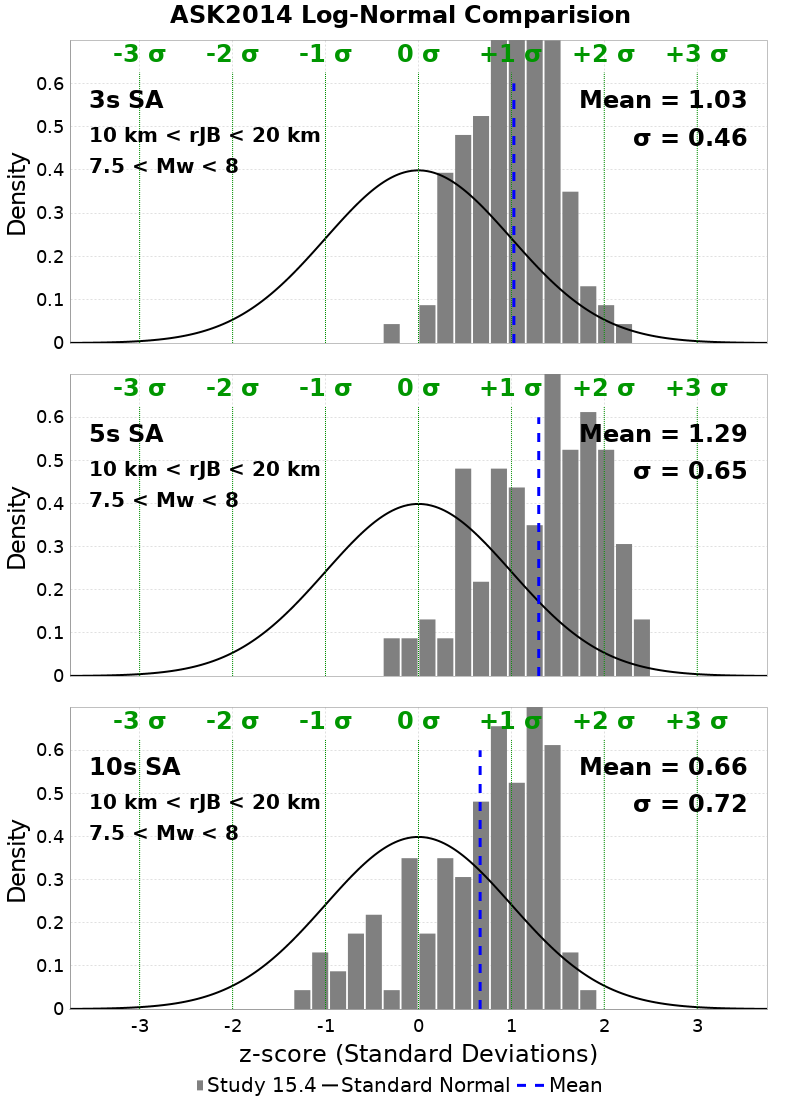 ASK2014 Log-Normal Comparision
-3 σ -2 σ -1 σ 0 σ +1 σ +2 σ +3 σ
3s SA
Mean = 1.03
10 km < rJB < 20 km
σ = 0.46
7.5 < Mw < 8
Density
0.6
0.5
0.4
0.3
0.2
0.1
0
-3 σ -2 σ -1 σ 0 σ +1 σ +2 σ +3 σ
5s SA
Mean = 1.29
10 km < rJB < 20 km
σ = 0.65
7.5 < Mw < 8
Density
0.6
0.5
0.4
0.3
0.2
0.1
0
-3 σ -2 σ -1 σ 0 σ +1 σ +2 σ +3 σ
10s SA
Mean = 0.66
10 km < rJB < 20 km
σ = 0.72
7.5 < Mw < 8
Density
0.6
0.5
0.4
0.3
0.2
0.1
0
-3 -2 -1 0 1 2 3
z-score (Standard Deviations)
Study 15.4 Standard Normal Mean